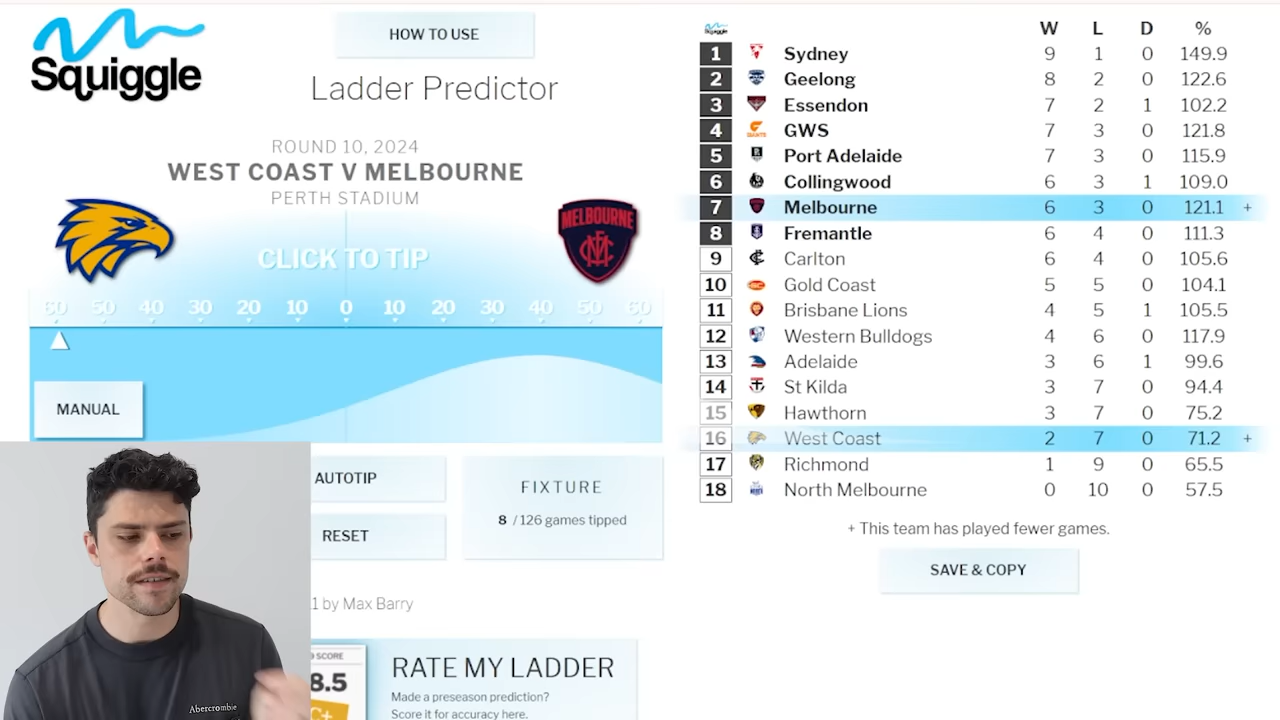 Squiggle
HOW TO USE
Ladder Predictor
ROUND 10, 2024
WEST COAST V MELBOURNE
PERTH STADIUM
MELBOURNE
CLICK TO TIP
60 50 40 30 20 10 0 10 20 30 40 50 60
MANUAL
AUTOTIP
RESET
FIXTURE
8 / 126 games tipped
1 by Max Barry
SCORE
8.5
C+
RATE MY LADDER
Made a preseason prediction?
Score it for accuracy here.
Abercrombie
Squiggle W L D %
1 Sydney 9 1 0 149.9
2 Geelong 8 2 0 122.6
3 Essendon 7 2 1 102.2
4 GWS 7 3 0 121.8
5 Port Adelaide 7 3 0 115.9
6 Collingwood 6 3 1 109.0
7 Melbourne 6 3 0 121.1 +
8 Fremantle 6 4 0 111.3
9 Carlton 6 4 0 105.6
10 Gold Coast 5 5 0 104.1
11 Brisbane Lions 4 5 1 105.5
12 Western Bulldogs 4 6 0 117.9
13 Adelaide 3 6 1 99.6
14 St Kilda 3 7 0 94.4
15 Hawthorn 3 7 0 75.2
16 West Coast 2 7 0 71.2 +
17 Richmond 1 9 0 65.5
18 North Melbourne 0 10 0 57.5
+ This team has played fewer games.
SAVE & COPY